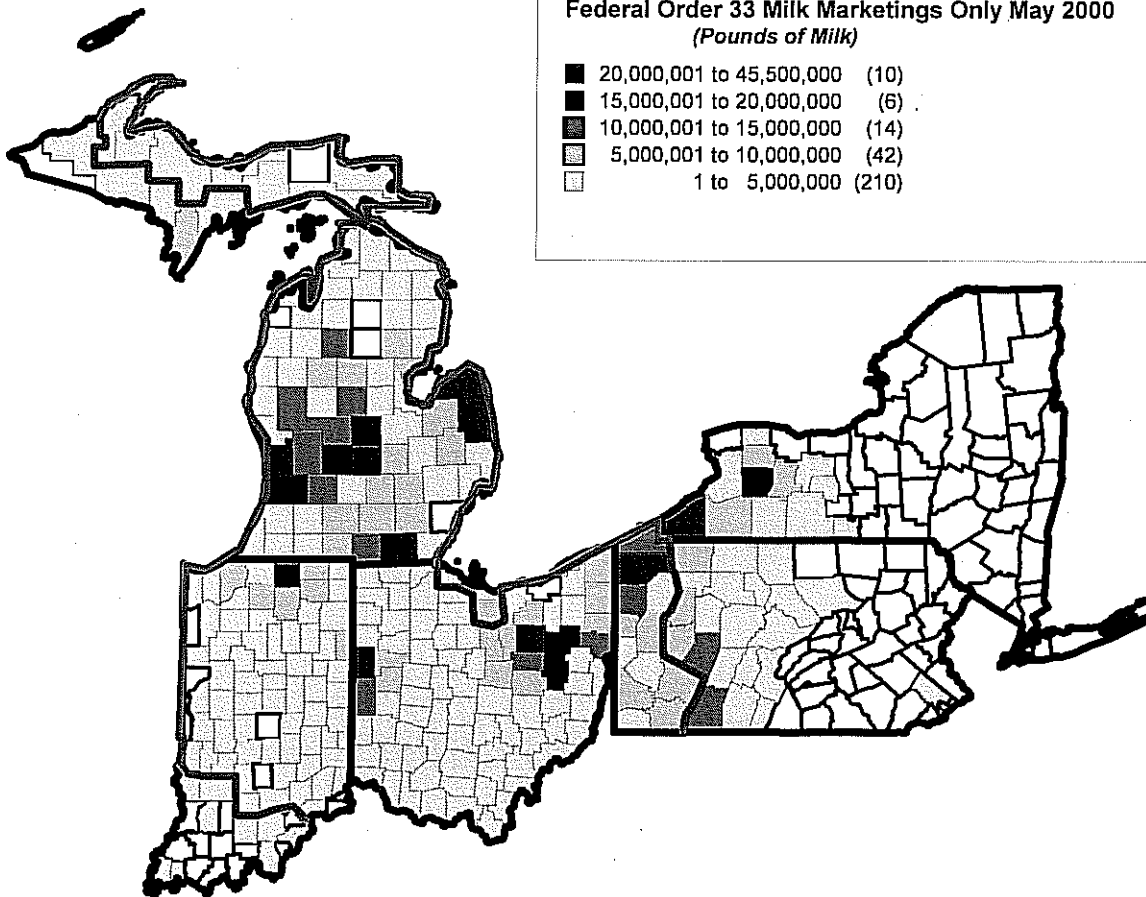 Federal Order 33 Milk Marketings Only May 2000
(Pounds of Milk)
20,000,001 to 45,500,000 (10)
15,000,001 to 20,000,000 (6)
10,000,001 to 15,000,000 (14)
5,000,001 to 10,000,000 (42)
1 to 5,000,000 (210)